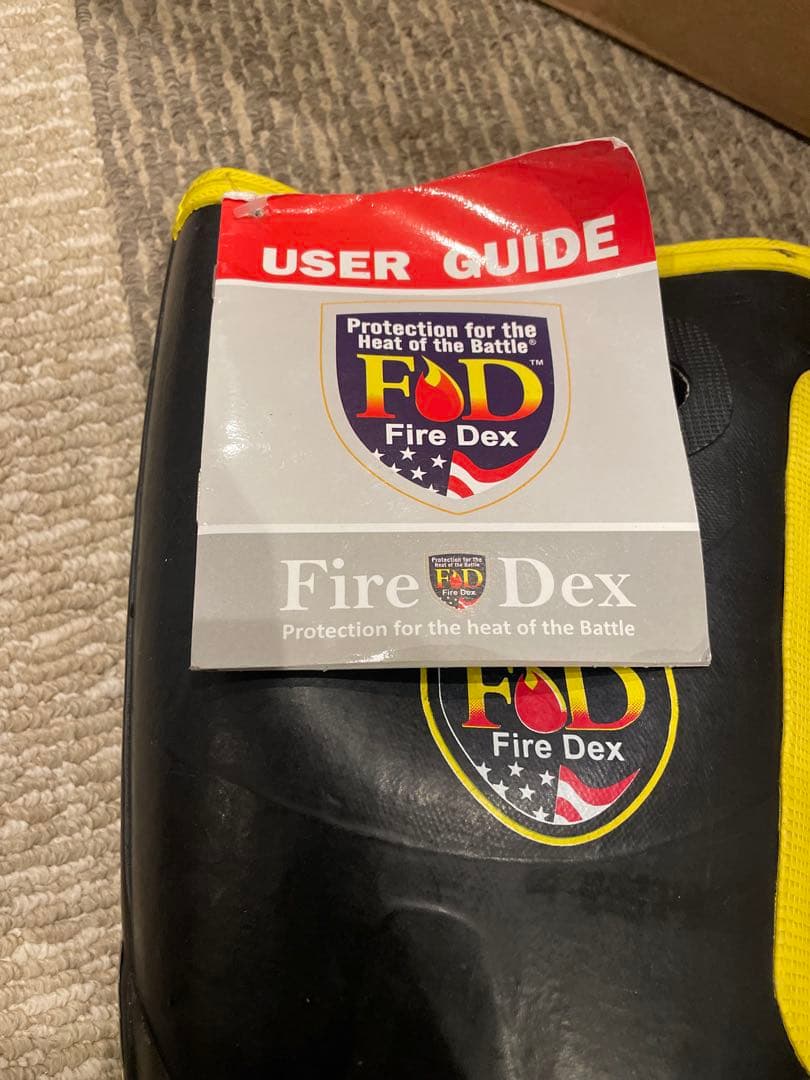 USER GUIDE
Protection for the
Heat of the Battle®
FD™
Fire Dex
Fire Dex
Protection for the
Heat of the Battle
FD
Fire Dex
Protection for the heat of the Battle
FD
Fire Dex